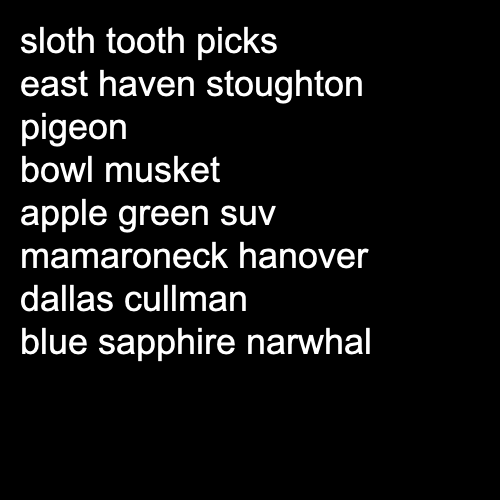 sloth tooth picks
east haven stoughton
pigeon
bowl musket
apple green suv
mamaroneck hanover
dallas cullman
blue sapphire narwhal